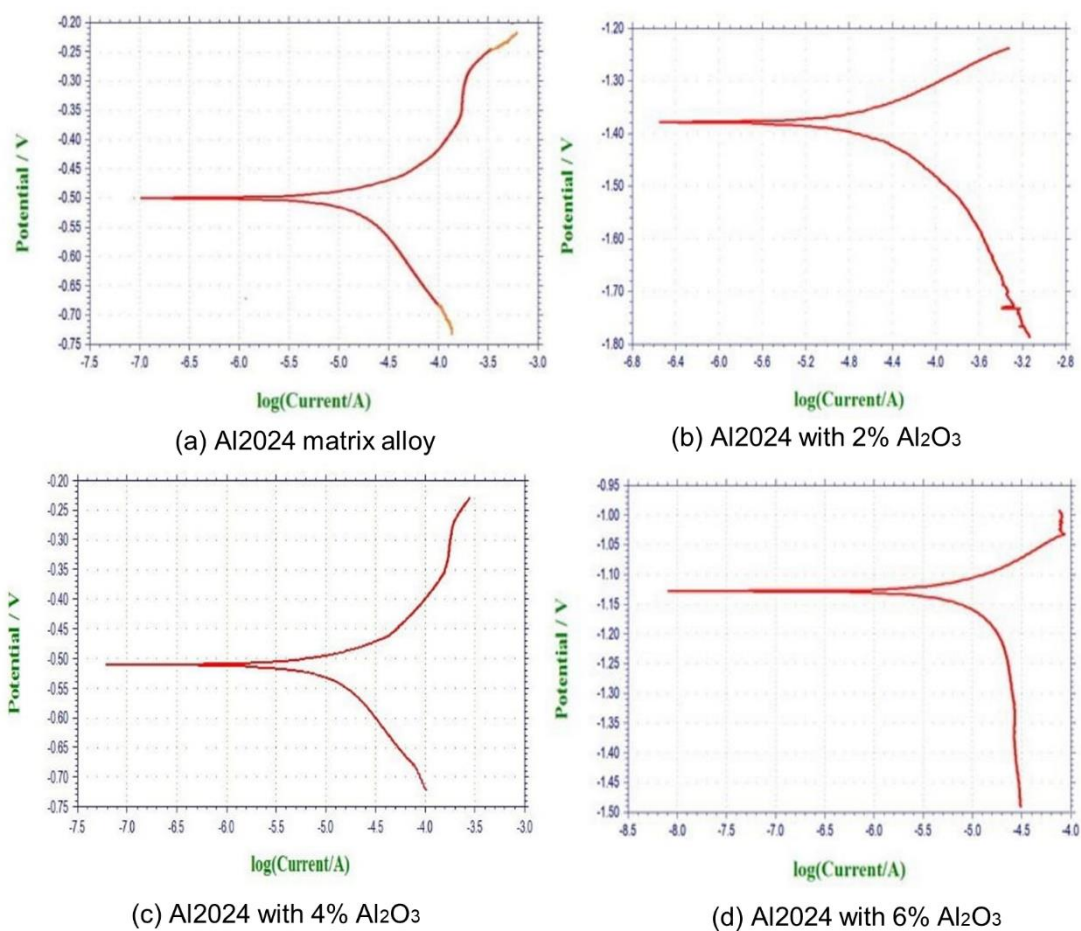 -0.20
-0.25
-0.30
-0.35
-0.40
-0.45
-0.50
-0.55
-0.60
-0.65
-0.70
-0.75
Potential / V
-7.5 -7.0 -6.5 -6.0 -5.5 -5.0 -4.5 -4.0 -3.5 -3.0
log(Current/A)
(a) Al2024 matrix alloy
-1.20
-1.30
-1.40
-1.50
-1.60
-1.70
-1.80
Potential / V
-6.8 -6.4 -6.0 -5.6 -5.2 -4.8 -4.4 -4.0 -3.6 -3.2 -2.8
log(Current/A)
(b) Al2024 with 2% Al₂O₃
-0.20
-0.25
-0.30
-0.35
-0.40
-0.45
-0.50
-0.55
-0.60
-0.65
-0.70
-0.75
Potential / V
-7.5 -7.0 -6.5 -6.0 -5.5 -5.0 -4.5 -4.0 -3.5 -3.0
log(Current/A)
(c) Al2024 with 4% Al₂O₃
-0.95
-1.00
-1.05
-1.10
-1.15
-1.20
-1.25
-1.30
-1.35
-1.40
-1.45
-1.50
Potential / V
-8.5 -8.0 -7.5 -7.0 -6.5 -6.0 -5.5 -5.0 -4.5 -4.0
log(Current/A)
(d) Al2024 with 6% Al₂O₃